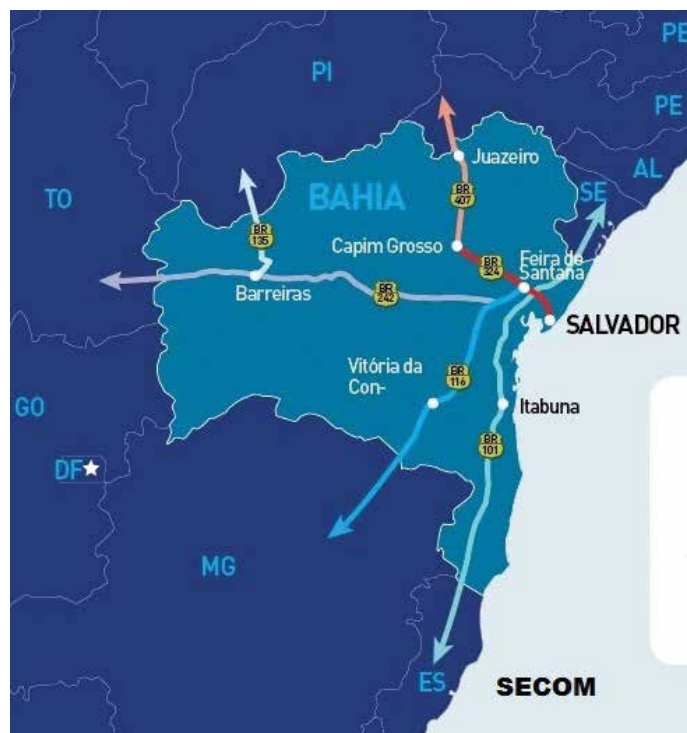 PE
PI
PE
Juazeiro
AL
TO
BAHIA
BR
407
SE
BR
135
Capim Grosso
BR
324
Feira de
Santana
Barreiras
BR
242
SALVADOR
Vitória da
Con-
BR
116
GO
Itabuna
BR
101
DF
MG
ES
SECOM